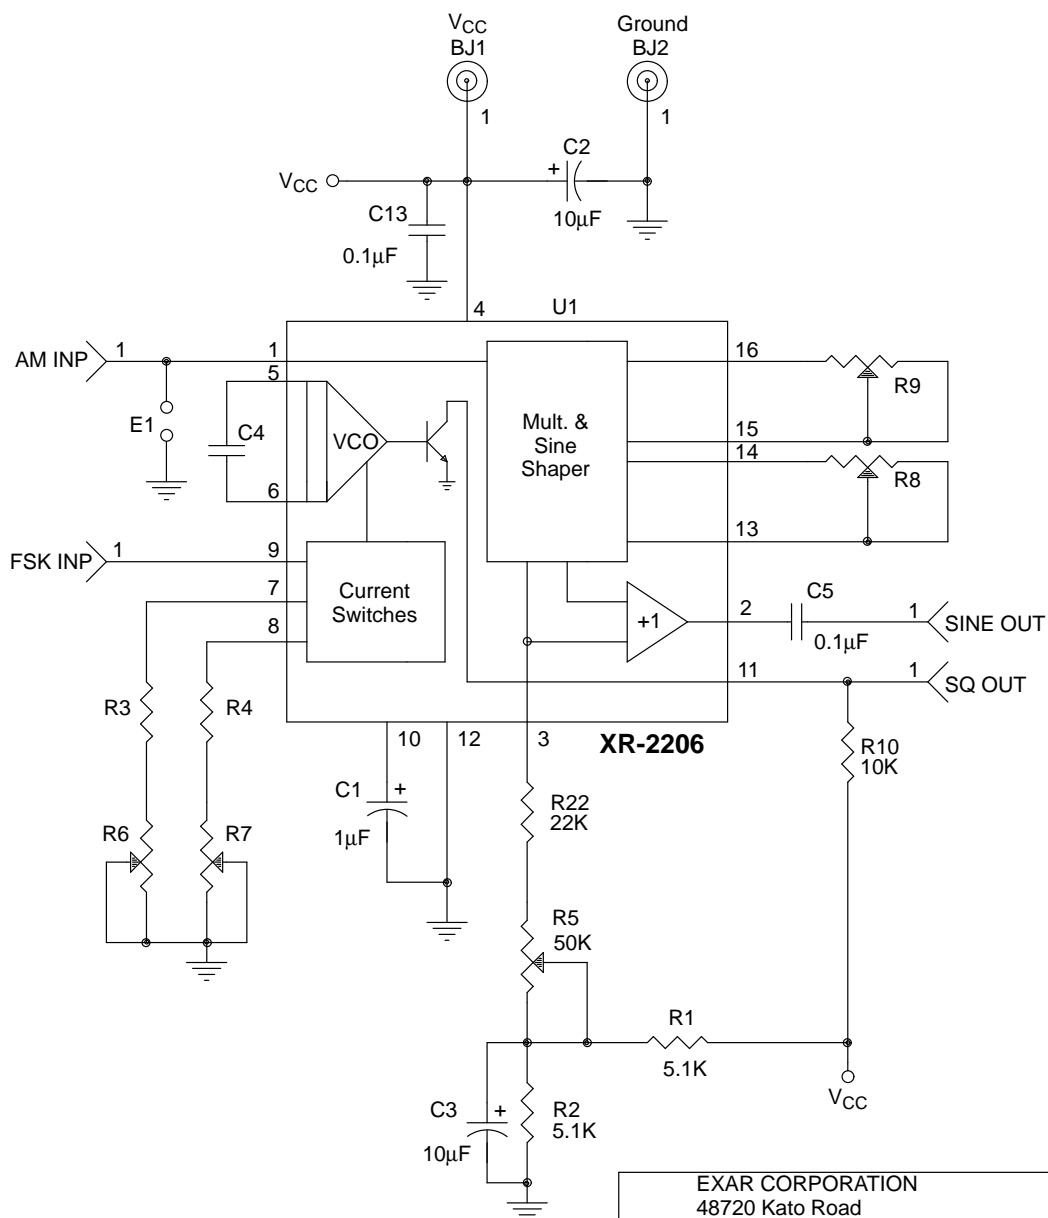 VCC
BJ1
Ground
BJ2
1
1
VCC
C2
+
10µF
C13
0.1µF
4
U1
AM INP
1
1
16
R9
5
E1
C4
VCO
Mult. &
Sine
Shaper
15
14
R8
6
13
FSK INP
1
9
Current
Switches
7
8
+1
2
C5
0.1µF
1
SINE OUT
11
1
SQ OUT
R3
R4
10
12
3
XR-2206
R10
10K
C1
+
1µF
R22
22K
R6
R7
R5
50K
R1
5.1K
VCC
C3
+
10µF
R2
5.1K
EXAR CORPORATION
48720 Kato Road